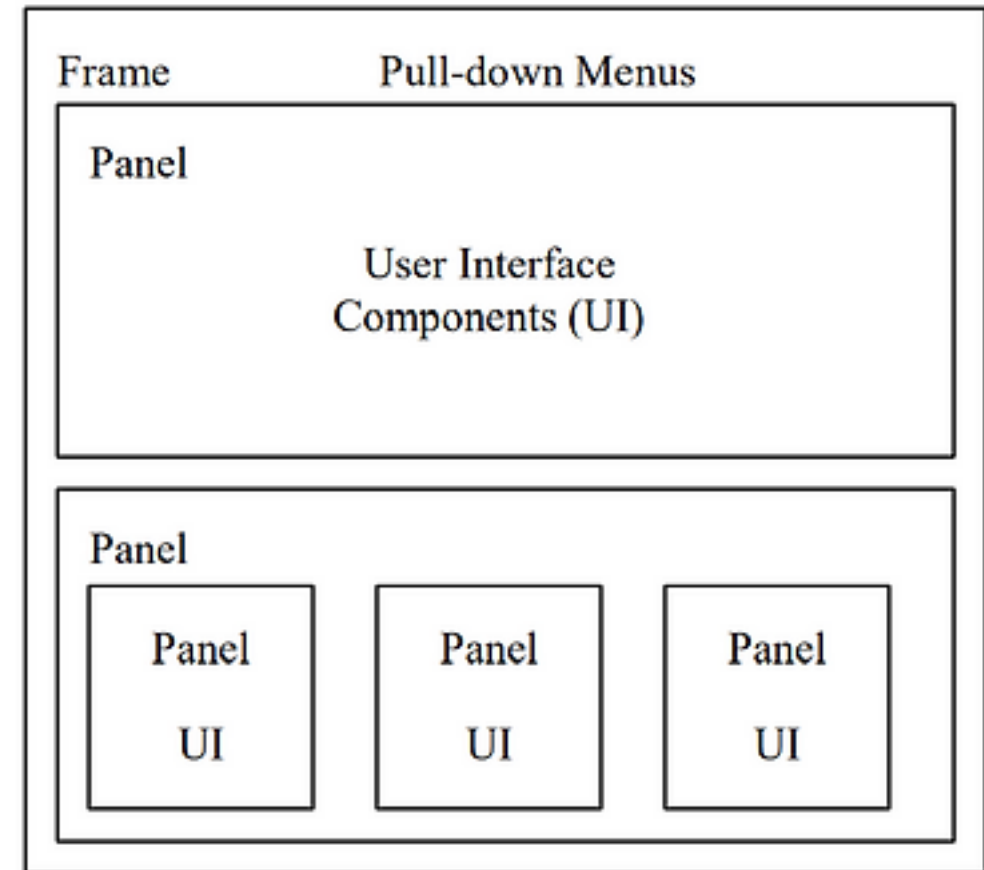 Frame Pull-down Menus
Panel
User Interface
Components (UI)
Panel
Panel Panel Panel
UI UI UI